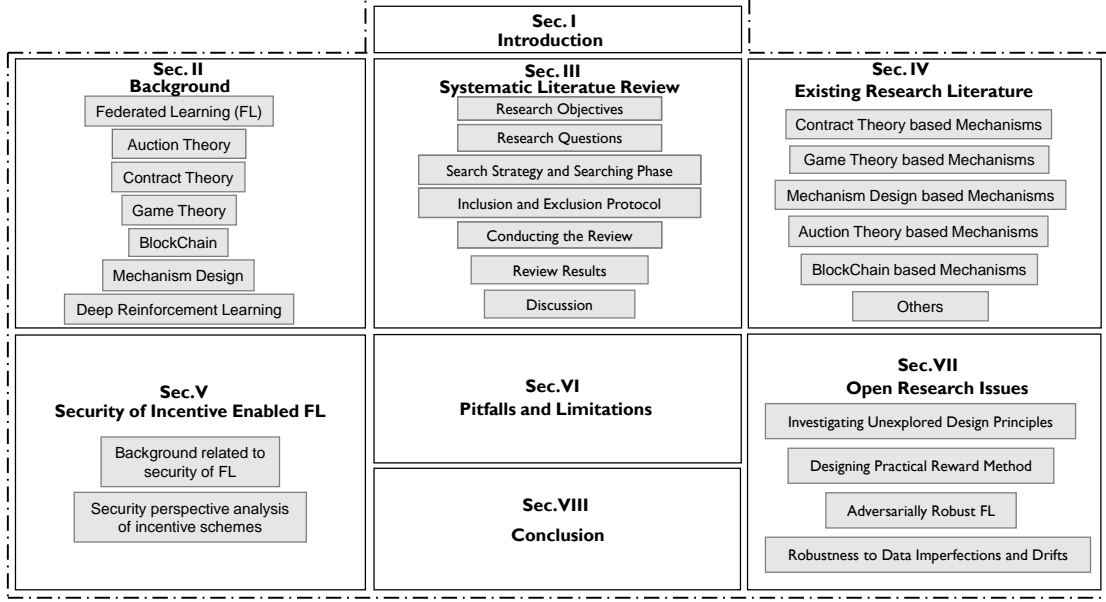 Sec. I
Introduction
Sec. II
Background
Federated Learning (FL)
Auction Theory
Contract Theory
Game Theory
BlockChain
Mechanism Design
Deep Reinforcement Learning
Sec. III
Systematic Literatue Review
Research Objectives
Research Questions
Search Strategy and Searching Phase
Inclusion and Exclusion Protocol
Conducting the Review
Review Results
Discussion
Sec. IV
Existing Research Literature
Contract Theory based Mechanisms
Game Theory based Mechanisms
Mechanism Design based Mechanisms
Auction Theory based Mechanisms
BlockChain based Mechanisms
Others
Sec. V
Security of Incentive Enabled FL
Background related to
security of FL
Security perspective analysis
of incentive schemes
Sec. VI
Pitfalls and Limitations
Sec. VIII
Conclusion
Sec. VII
Open Research Issues
Investigating Unexplored Design Principles
Designing Practical Reward Method
Adversarially Robust FL
Robustness to Data Imperfections and Drifts